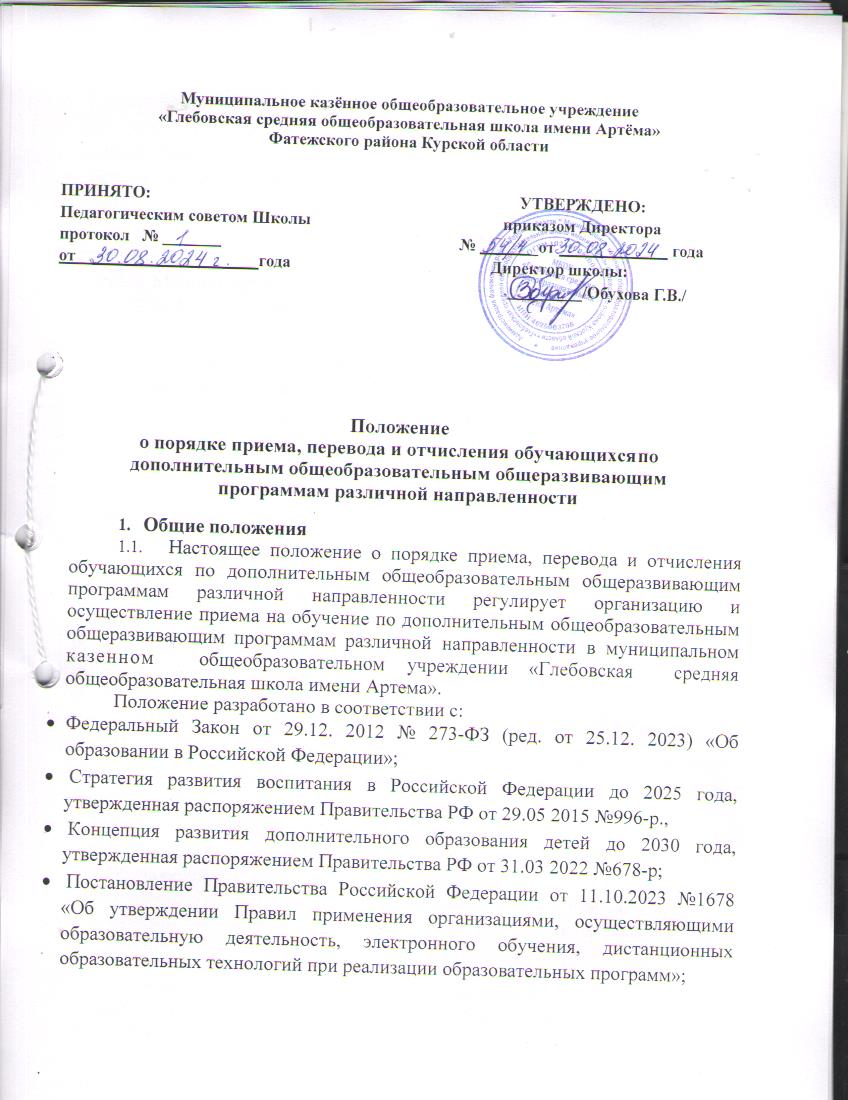 Муниципальное казённое общеобразовательное учреждение
«Глебовская средняя общеобразовательная школа имени Артёма»
Фатежского района Курской области
ПРИНЯТО:
Педагогическим советом Школы
протокол № 1
от 30.08.2024 г. года
УТВЕРЖДЕНО:
приказом Директора
№ 54/4 от 30.08.2024 года
Директор школы:
/Обухова Г.В./
Положение
о порядке приема, перевода и отчисления обучающихся по
дополнительным общеобразовательным общеразвивающим
программам различной направленности
1. Общие положения
1.1. Настоящее положение о порядке приема, перевода и отчисления
обучающихся по дополнительным общеобразовательным общеразвивающим
программам различной направленности регулирует организацию и
осуществление приема на обучение по дополнительным общеобразовательным
общеразвивающим программам различной направленности в муниципальном
казенном общеобразовательном учреждении «Глебовская средняя
общеобразовательная школа имени Артема».
Положение разработано в соответствии с:
• Федеральный Закон от 29.12. 2012 № 273-ФЗ (ред. от 25.12. 2023) «Об
образовании в Российской Федерации»;
• Стратегия развития воспитания в Российской Федерации до 2025 года,
утвержденная распоряжением Правительства РФ от 29.05 2015 №996-р.,
• Концепция развития дополнительного образования детей до 2030 года,
утвержденная распоряжением Правительства РФ от 31.03 2022 №678-р;
• Постановление Правительства Российской Федерации от 11.10.2023 №1678
«Об утверждении Правил применения организациями, осуществляющими
образовательную деятельность, электронного обучения, дистанционных
образовательных технологий при реализации образовательных программ»;